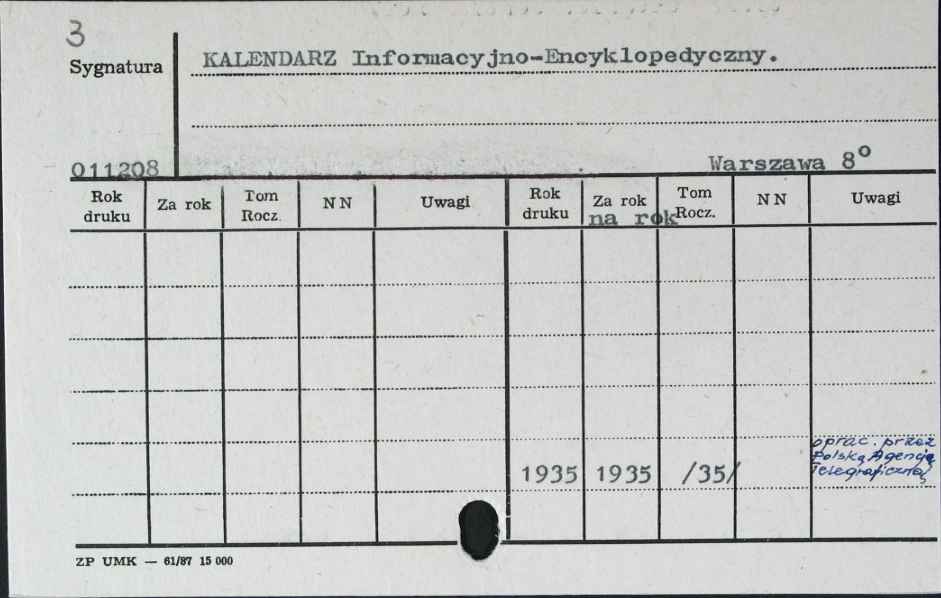 3
Sygnatura
KALENDARZ Informacyjno-Encyklopedyczny.
011208
Warszawa 8°
Rok druku Za rok Tom Rocz. N N Uwagi Rok druku Za rok na rok Tom Rocz. N N Uwagi
oprac. przez
Polską Agencję
Telegraficzną
1935 1935 /35/
ZP UMK — 61/87 15 000